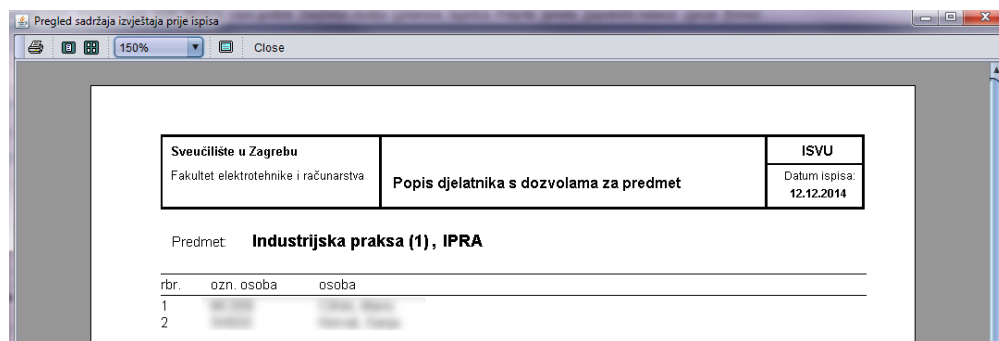 Pregled sadržaja izvještaja prije ispisa
150% Close
Sveučilište u Zagrebu
Fakultet elektrotehnike i računarstva
Popis djelatnika s dozvolama za predmet
ISVU
Datum ispisa:
12.12.2014
Predmet: Industrijska praksa (1) , IPRA
rbr. ozn. osoba osoba
1
2